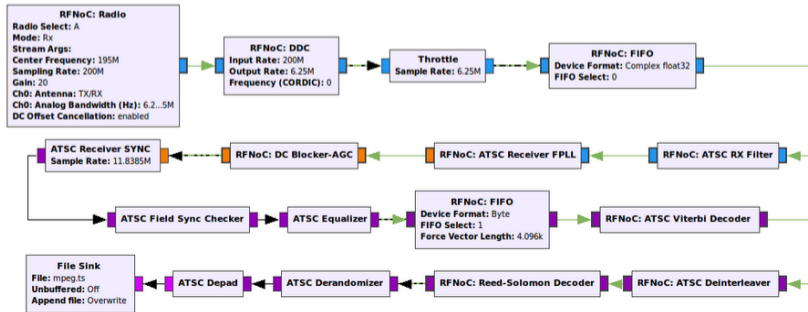 RFNoC: Radio
Radio Select: A
Mode: Rx
Stream Args:
Center Frequency: 195M
Sampling Rate: 200M
Gain: 20
Ch0: Antenna: TX/RX
Ch0: Analog Bandwidth (Hz): 6.2...5M
DC Offset Cancellation: enabled
RFNoC: DDC
Input Rate: 200M
Output Rate: 6.25M
Frequency (CORDIC): 0
Throttle
Sample Rate: 6.25M
RFNoC: FIFO
Device Format: Complex float32
FIFO Select: 0
ATSC Receiver SYNC
Sample Rate: 11.8385M
RFNoC: DC Blocker-AGC
RFNoC: ATSC Receiver FPLL
RFNoC: ATSC RX Filter
ATSC Field Sync Checker
ATSC Equalizer
RFNoC: FIFO
Device Format: Byte
FIFO Select: 1
Force Vector Length: 4.096k
RFNoC: ATSC Viterbi Decoder
File Sink
File: mpeg.ts
Unbuffered: Off
Append file: Overwrite
ATSC Depad
ATSC Derandomizer
RFNoC: Reed-Solomon Decoder
RFNoC: ATSC Deinterleaver